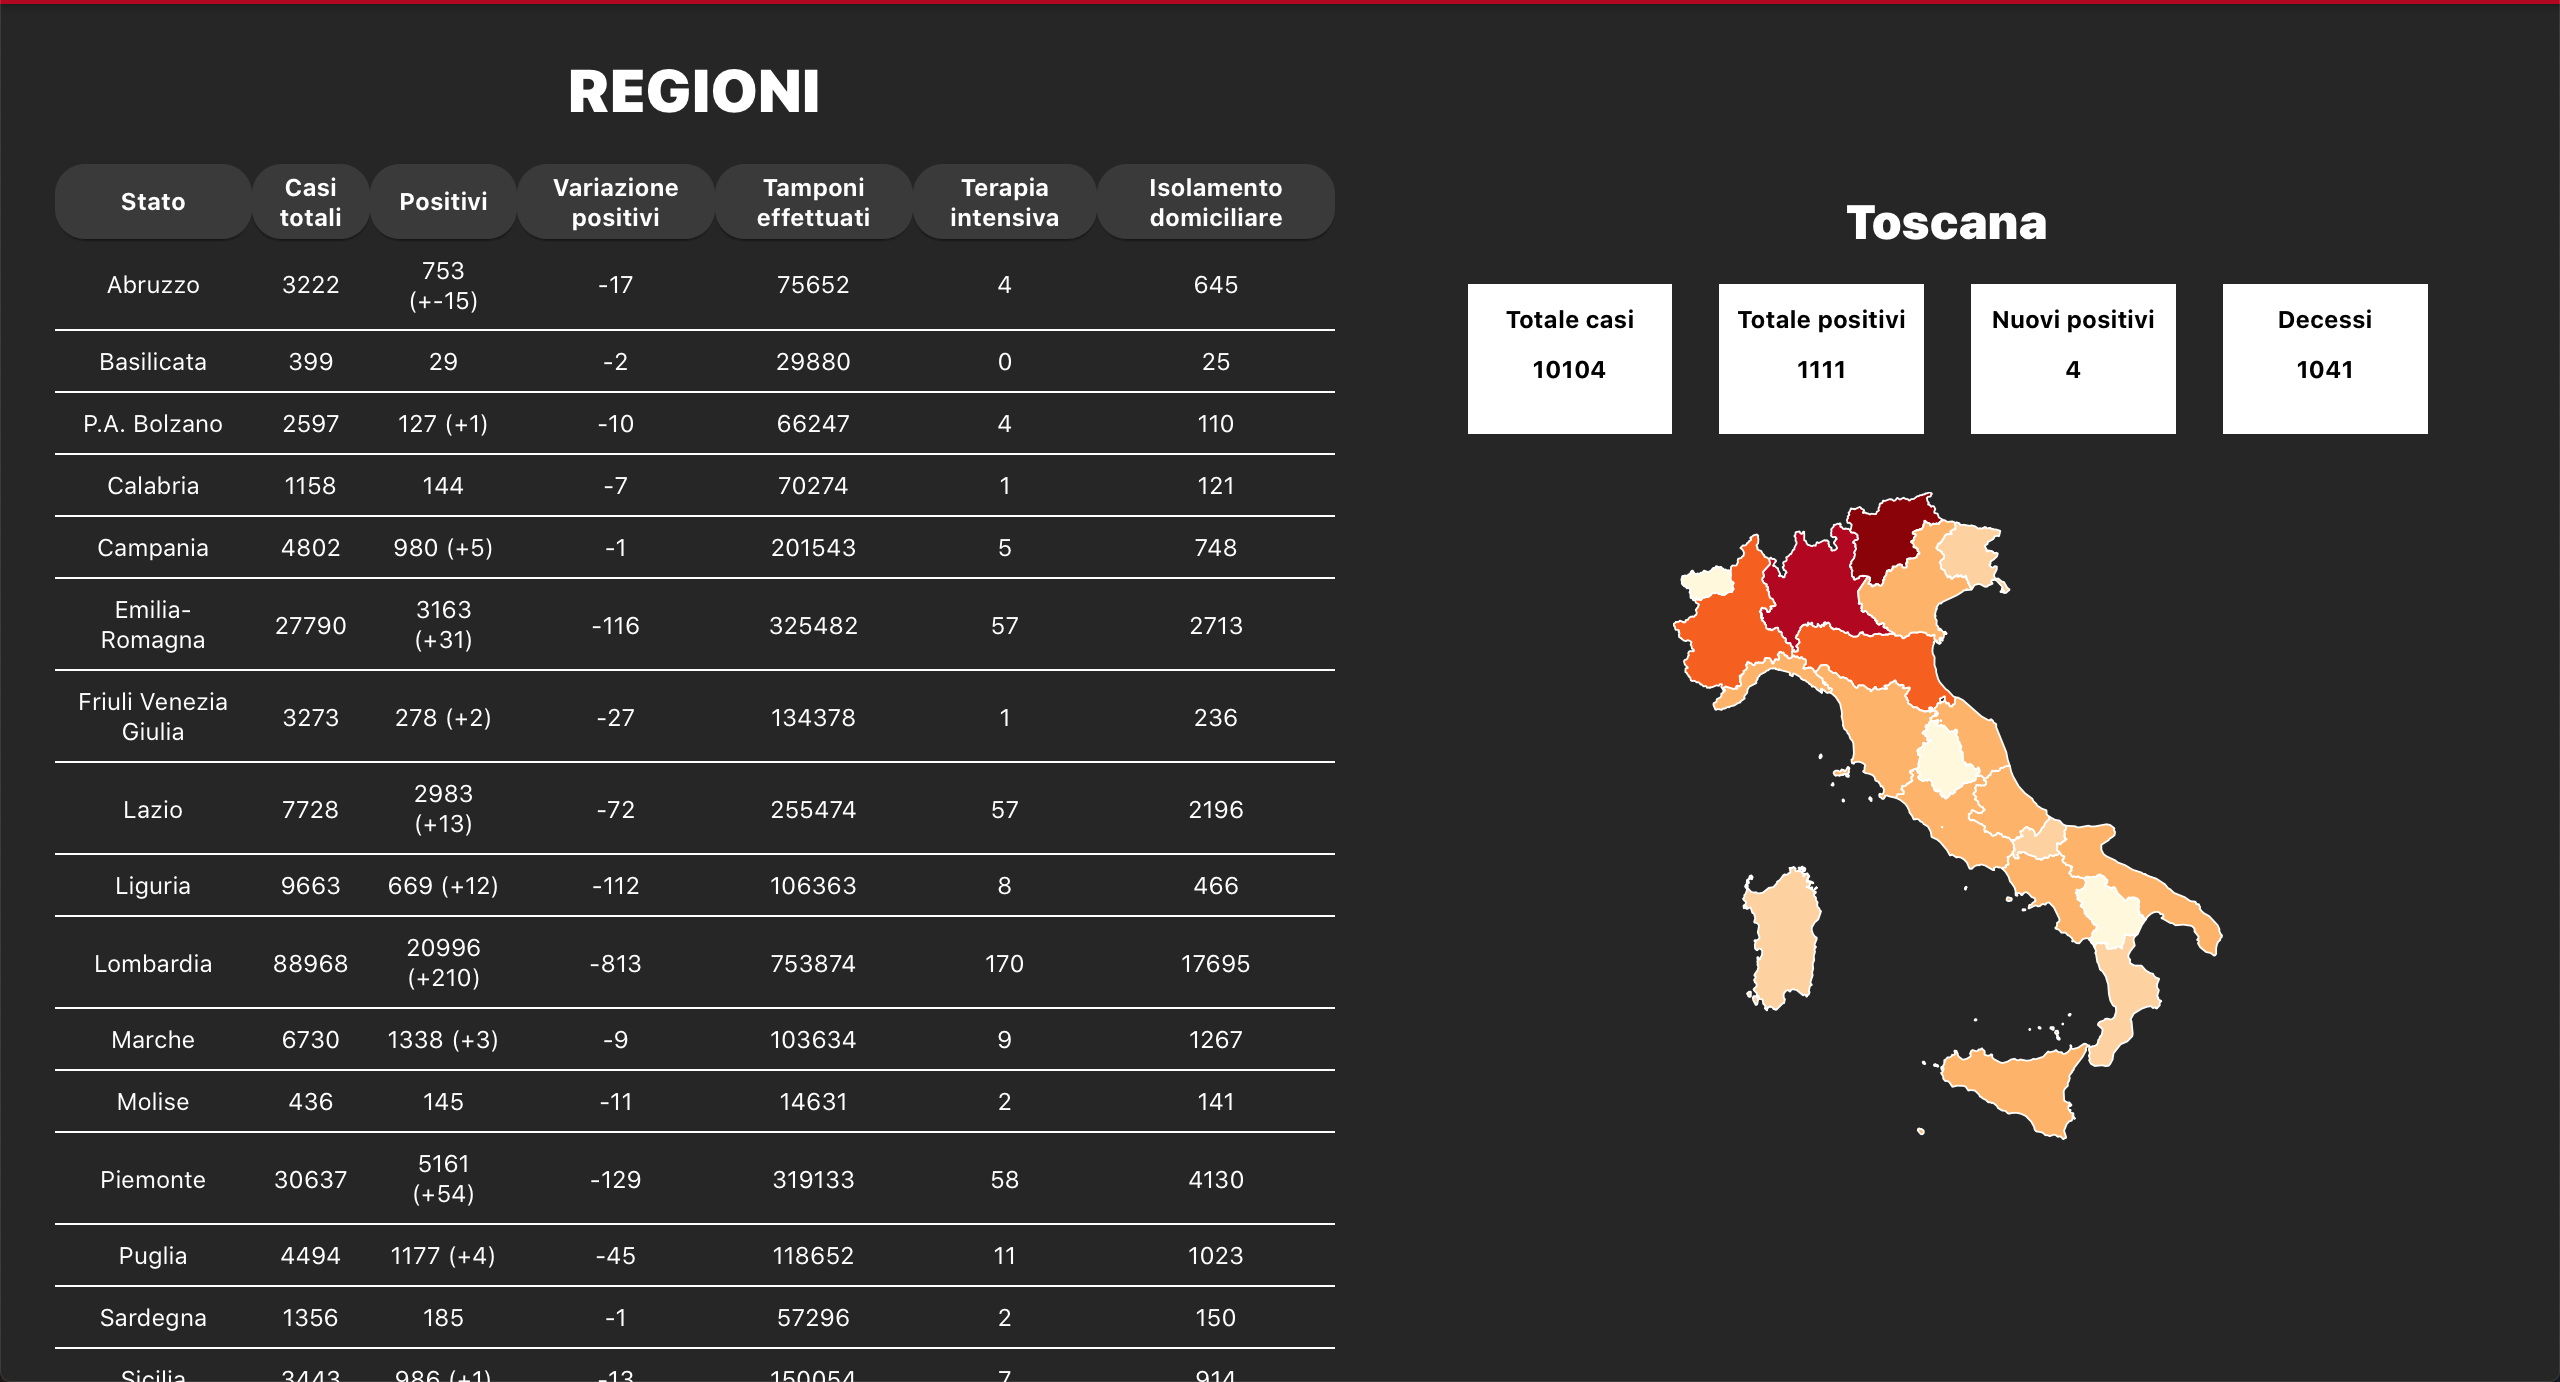 REGIONI
Stato Casi totali Positivi Variazione positivi Tamponi effettuati Terapia intensiva Isolamento domiciliare
Abruzzo 3222 753 (+-15) -17 75652 4 645
Basilicata 399 29 -2 29880 0 25
P.A. Bolzano 2597 127 (+1) -10 66247 4 110
Calabria 1158 144 -7 70274 1 121
Campania 4802 980 (+5) -1 201543 5 748
Emilia-Romagna 27790 3163 (+31) -116 325482 57 2713
Friuli Venezia Giulia 3273 278 (+2) -27 134378 1 236
Lazio 7728 2983 (+13) -72 255474 57 2196
Liguria 9663 669 (+12) -112 106363 8 466
Lombardia 88968 20996 (+210) -813 753874 170 17695
Marche 6730 1338 (+3) -9 103634 9 1267
Molise 436 145 -11 14631 2 141
Piemonte 30637 5161 (+54) -129 319133 58 4130
Puglia 4494 1177 (+4) -45 118652 11 1023
Sardegna 1356 185 -1 57296 2 150
Sicilia 3443 986 (+1) -13 150054 7 914
Toscana
Totale casi Totale positivi Nuovi positivi Decessi
10104 1111 4 1041